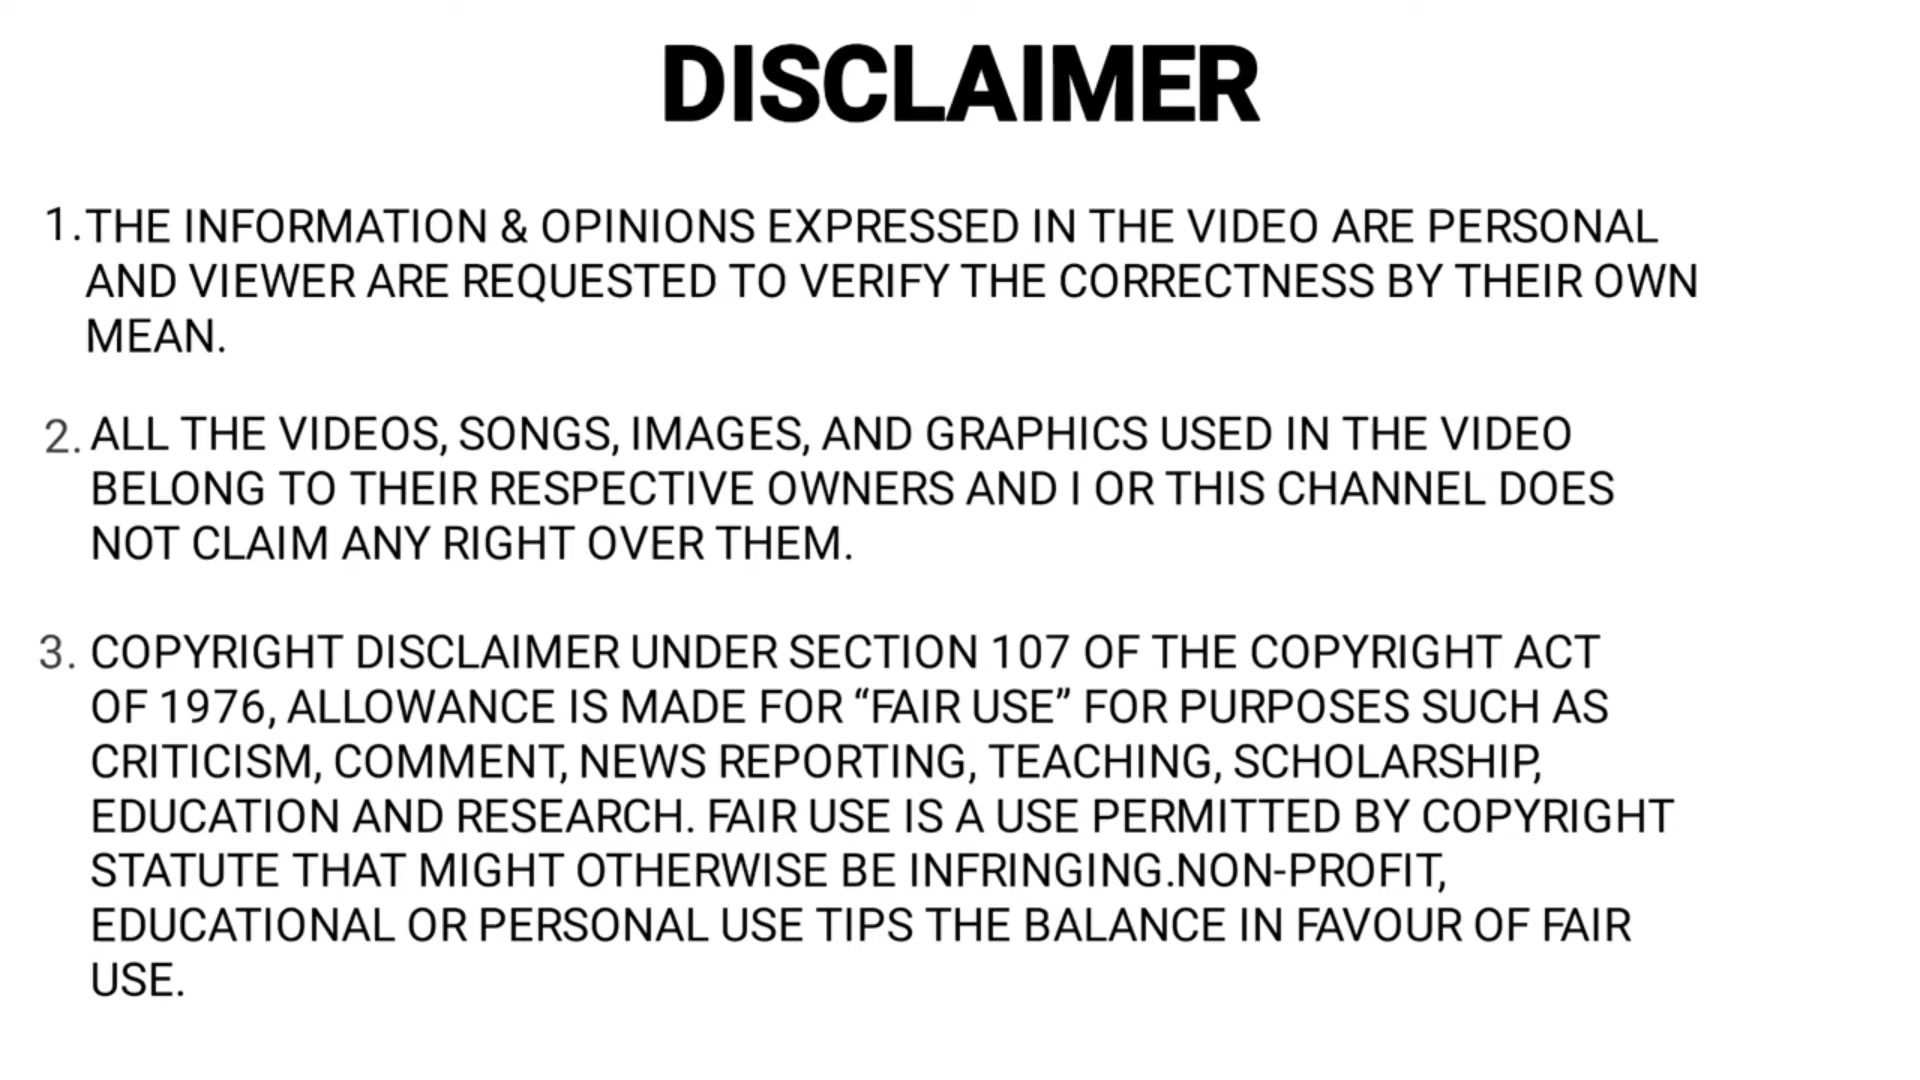 DISCLAIMER
1. THE INFORMATION & OPINIONS EXPRESSED IN THE VIDEO ARE PERSONAL
AND VIEWER ARE REQUESTED TO VERIFY THE CORRECTNESS BY THEIR OWN
MEAN.
2. ALL THE VIDEOS, SONGS, IMAGES, AND GRAPHICS USED IN THE VIDEO
BELONG TO THEIR RESPECTIVE OWNERS AND I OR THIS CHANNEL DOES
NOT CLAIM ANY RIGHT OVER THEM.
3. COPYRIGHT DISCLAIMER UNDER SECTION 107 OF THE COPYRIGHT ACT
OF 1976, ALLOWANCE IS MADE FOR “FAIR USE” FOR PURPOSES SUCH AS
CRITICISM, COMMENT, NEWS REPORTING, TEACHING, SCHOLARSHIP,
EDUCATION AND RESEARCH. FAIR USE IS A USE PERMITTED BY COPYRIGHT
STATUTE THAT MIGHT OTHERWISE BE INFRINGING.NON-PROFIT,
EDUCATIONAL OR PERSONAL USE TIPS THE BALANCE IN FAVOUR OF FAIR
USE.